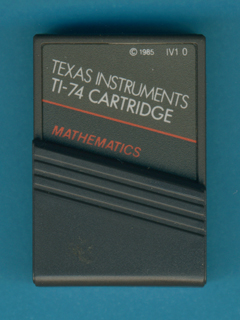 © 1985 IV1 0
TEXAS INSTRUMENTS
TI-74 CARTRIDGE
MATHEMATICS